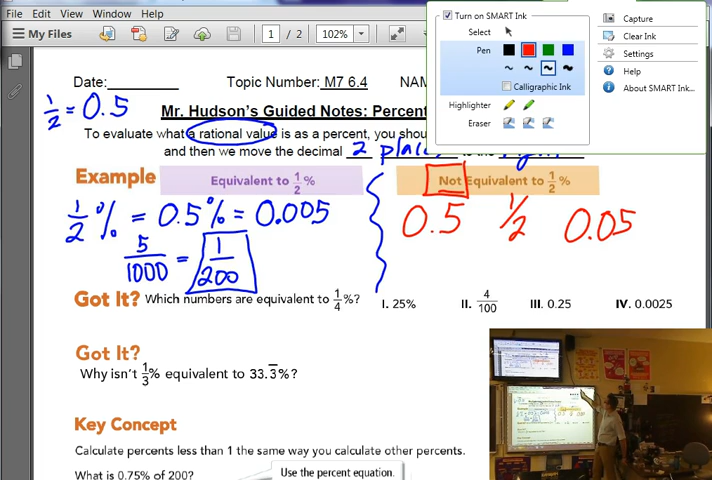 File Edit View Window Help
My Files 1 / 2 102%
Turn on SMART Ink
Select
Pen
Calligraphic Ink
Highlighter
Eraser
Capture
Clear Ink
Settings
Help
About SMART Ink...
Date: Topic Number: M7 6.4 NAM
1/2 = 0.5
Mr. Hudson's Guided Notes: Percent
To evaluate what a rational value is as a percent, you shou
and then we move the decimal 2 plac to the
Example Equivalent to 1/2 % Not Equivalent to 1/2 %
1/2 % = 0.5% = 0.005 0.5 1/2 0.05
5/1000 = 1/200
Got It? Which numbers are equivalent to 1/4 %? I. 25% II. 4/100 III. 0.25 IV. 0.0025
Got It?
Why isn't 1/3 % equivalent to 33.3̅%?
Key Concept
Calculate percents less than 1 the same way you calculate other percents.
What is 0.75% of 200? Use the percent equation.